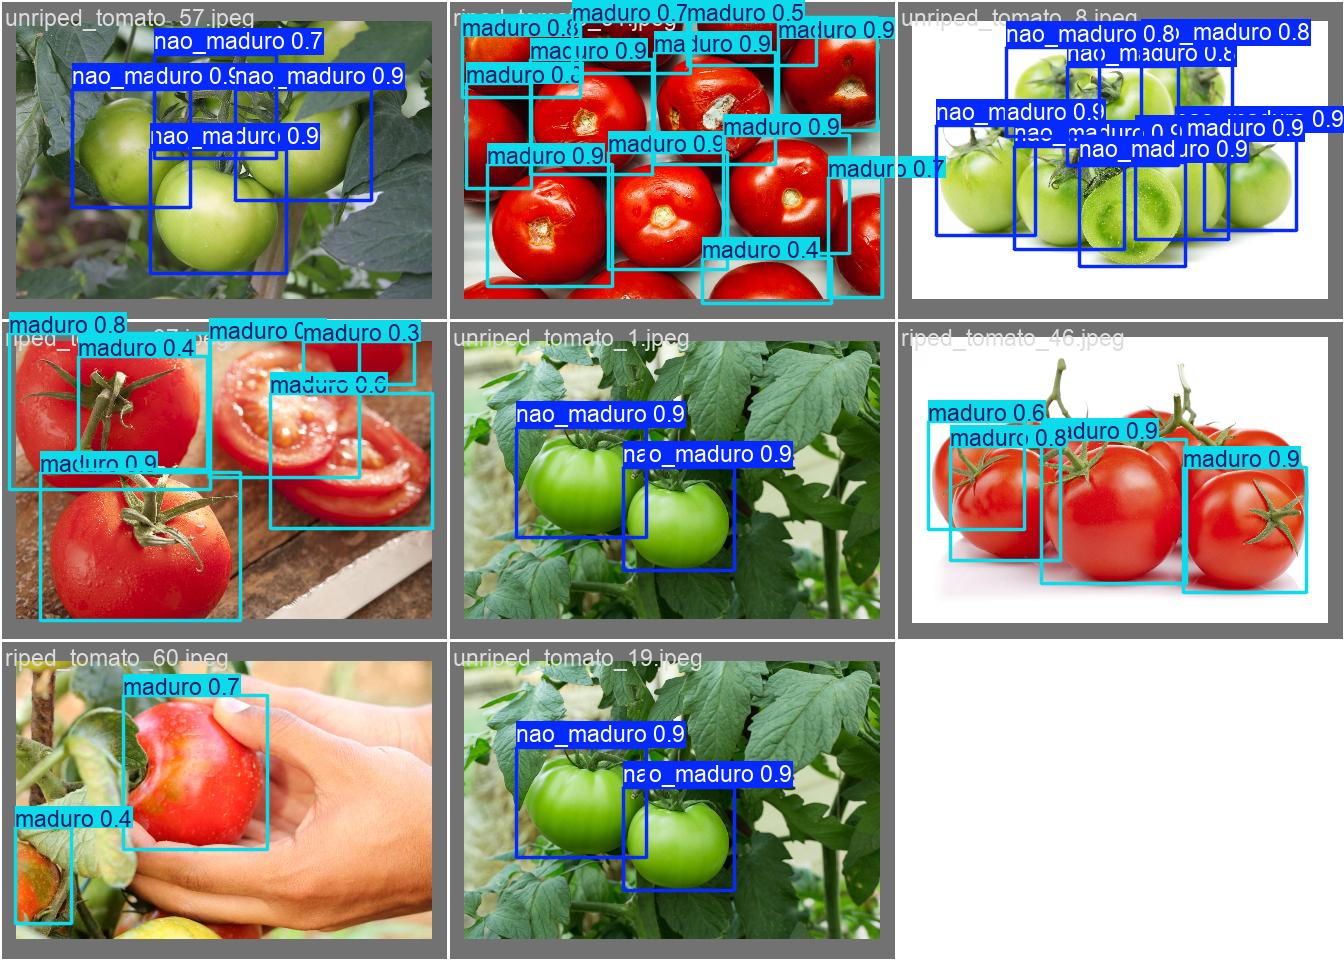 unriped_tomato_57.jpeg
nao_maduro 0.7
nao_maduro 0.9
nao_maduro 0.9
nao_maduro 0.9
maduro 0.8
maduro 0.7
maduro 0.5
maduro 0.9
maduro 0.9
maduro 0.9
maduro 0.8
maduro 0.9
maduro 0.9
maduro 0.9
maduro 0.7
maduro 0.4
unriped_tomato_8.jpeg
nao_maduro 0.8
maduro 0.8
nao_maduro 0.8
nao_maduro 0.9
nao_maduro 0.9
maduro 0.9
nao_maduro 0.9
maduro 0.8
maduro 0.4
maduro
maduro 0.3
maduro 0.6
maduro 0.9
unriped_tomato_1.jpeg
nao_maduro 0.9
nao_maduro 0.9
riped_tomato_46.jpeg
maduro 0.6
maduro 0.8
maduro 0.9
maduro 0.9
riped_tomato_60.jpeg
maduro 0.7
maduro 0.4
unriped_tomato_19.jpeg
nao_maduro 0.9
nao_maduro 0.9